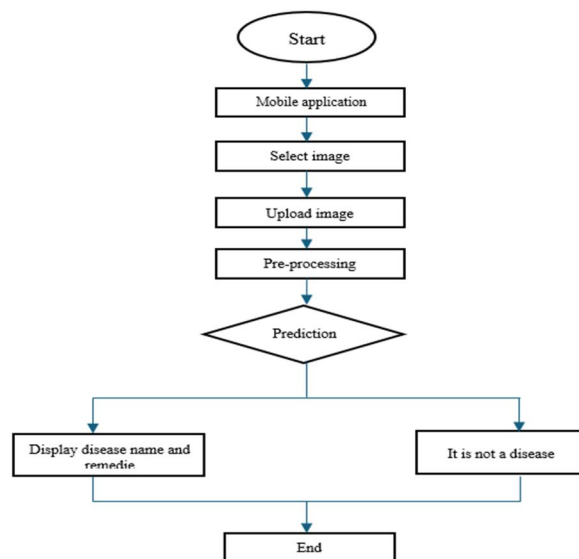 Start
Mobile application
Select image
Upload image
Pre-processing
Prediction
Display disease name and
remedie
It is not a disease
End